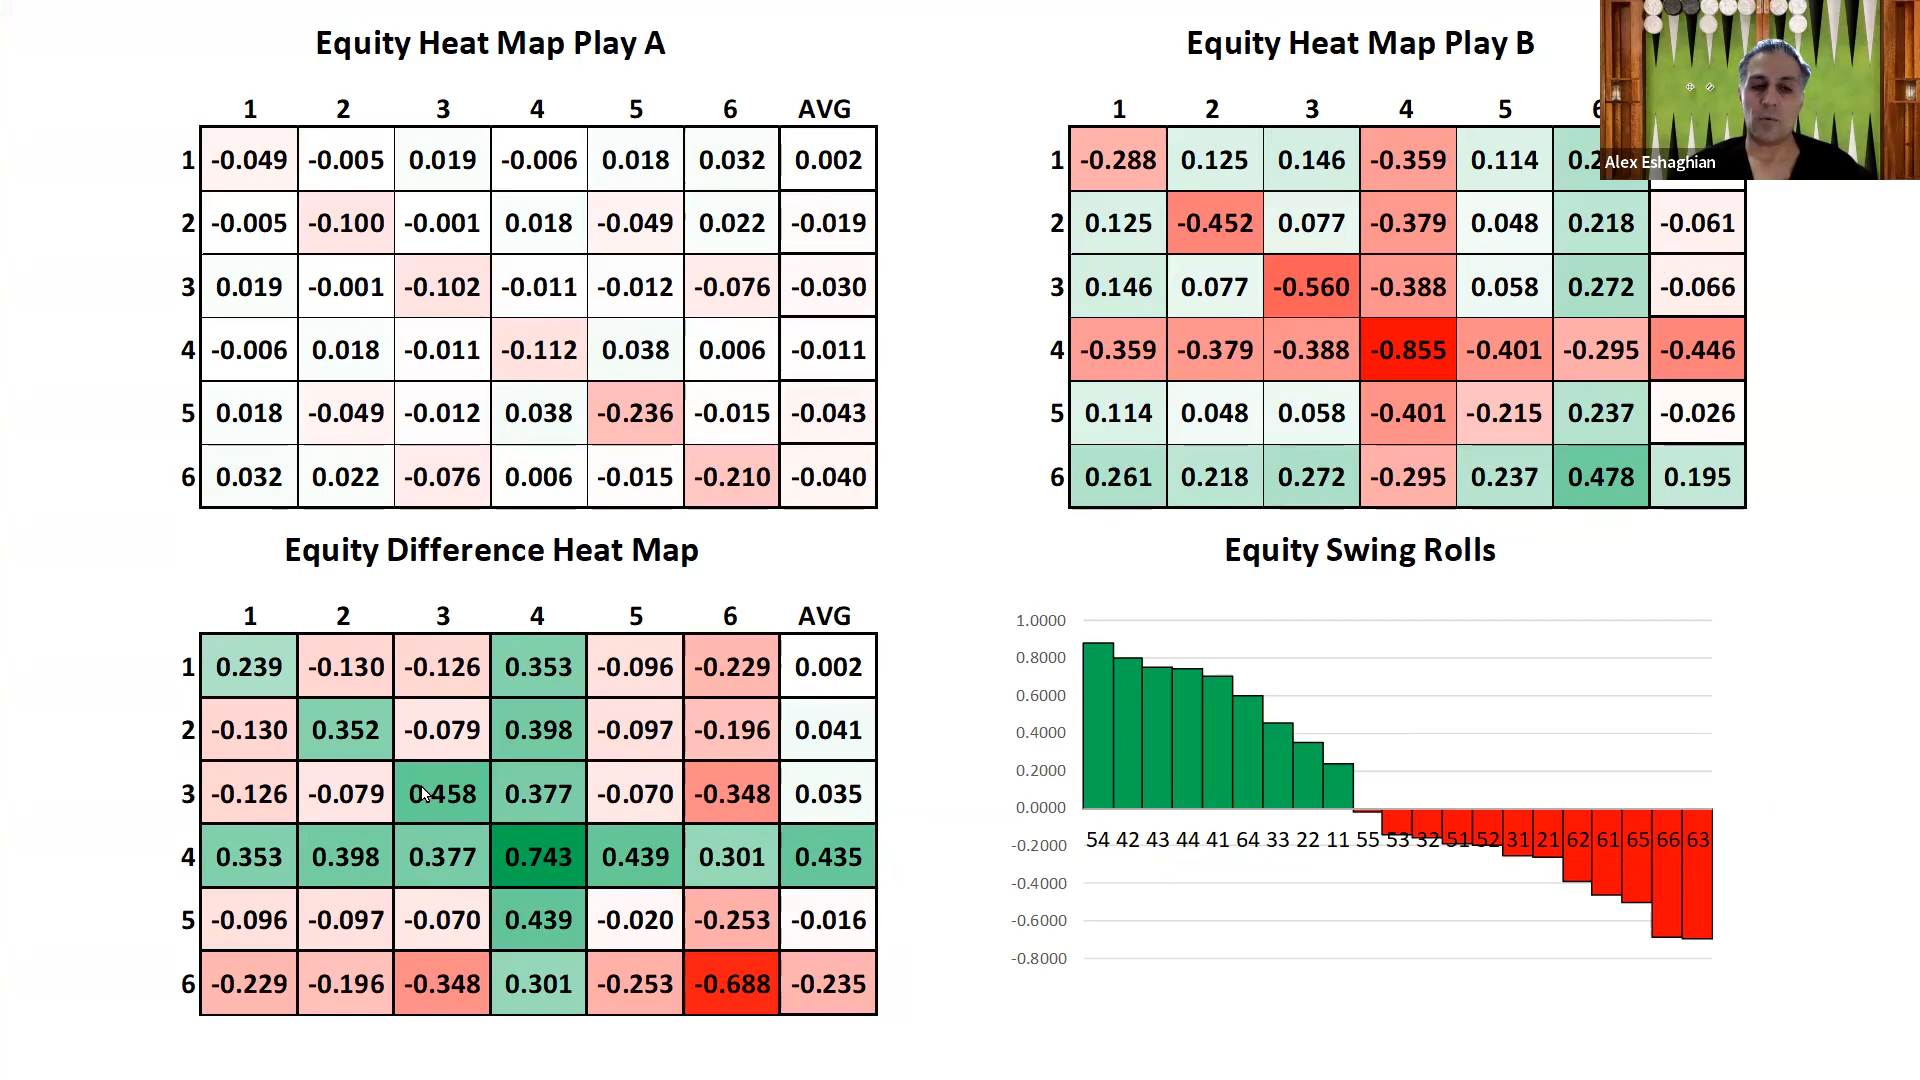 Equity Heat Map Play A
1 2 3 4 5 6 AVG
1 -0.049 -0.005 0.019 -0.006 0.018 0.032 0.002
2 -0.005 -0.100 -0.001 0.018 -0.049 0.022 -0.019
3 0.019 -0.001 -0.102 -0.011 -0.012 -0.076 -0.030
4 -0.006 0.018 -0.011 -0.112 0.038 0.006 -0.011
5 0.018 -0.049 -0.012 0.038 -0.236 -0.015 -0.043
6 0.032 0.022 -0.076 0.006 -0.015 -0.210 -0.040
Equity Heat Map Play B
1 2 3 4 5
1 -0.288 0.125 0.146 -0.359 0.114
2 0.125 -0.452 0.077 -0.379 0.048 0.218 -0.061
3 0.146 0.077 -0.560 -0.388 0.058 0.272 -0.066
4 -0.359 -0.379 -0.388 -0.855 -0.401 -0.295 -0.446
5 0.114 0.048 0.058 -0.401 -0.215 0.237 -0.026
6 0.261 0.218 0.272 -0.295 0.237 0.478 0.195
Alex Eshaghian
Equity Difference Heat Map
1 2 3 4 5 6 AVG
1 0.239 -0.130 -0.126 0.353 -0.096 -0.229 0.002
2 -0.130 0.352 -0.079 0.398 -0.097 -0.196 0.041
3 -0.126 -0.079 0.458 0.377 -0.070 -0.348 0.035
4 0.353 0.398 0.377 0.743 0.439 0.301 0.435
5 -0.096 -0.097 -0.070 0.439 -0.020 -0.253 -0.016
6 -0.229 -0.196 -0.348 0.301 -0.253 -0.688 -0.235
Equity Swing Rolls
1.0000
0.8000
0.6000
0.4000
0.2000
0.0000
54 42 43 44 41 64 33 22 11 55 53 32 51 52 31 21 62 61 65 66 63
-0.2000
-0.4000
-0.6000
-0.8000